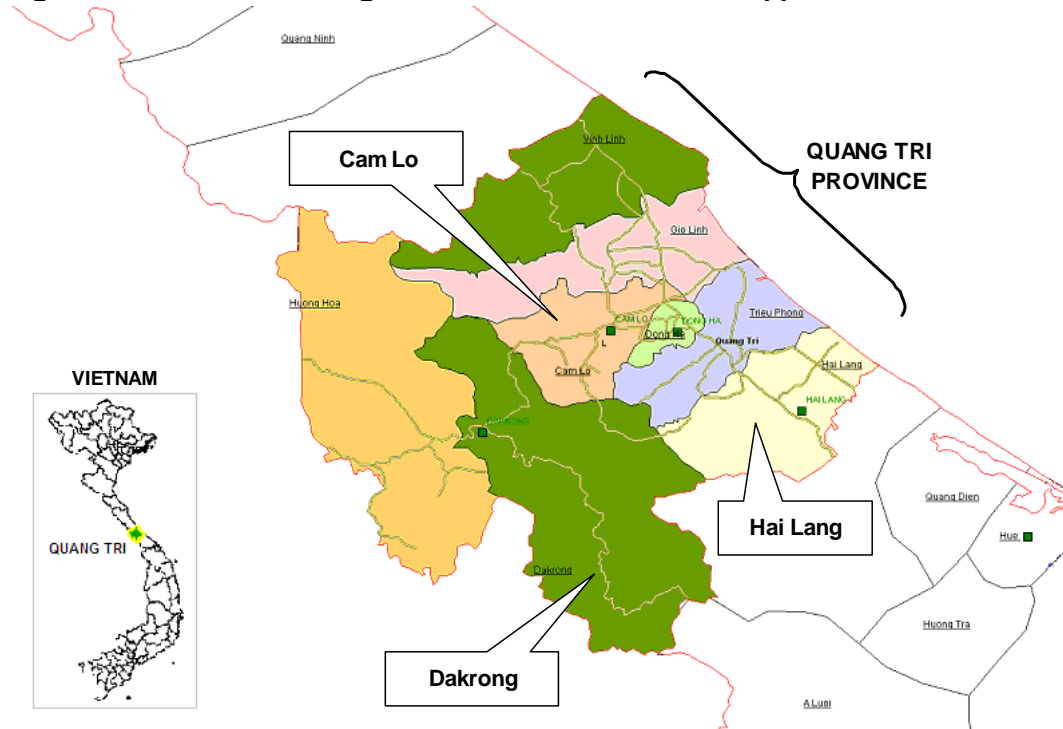 Quang Ninh
Vinh Linh
Cam Lo
QUANG TRI
PROVINCE
Gio Linh
Huong Hoa
Trieu Phong
CAM LO
DONG HA
L
Quang Tri
Hai Lang
Cam Lo
VIETNAM
HAI LANG
QUANG TRI
Quang Dien
Hai Lang
Hue
Dakrong
Huong Tra
Dakrong
A Luoi